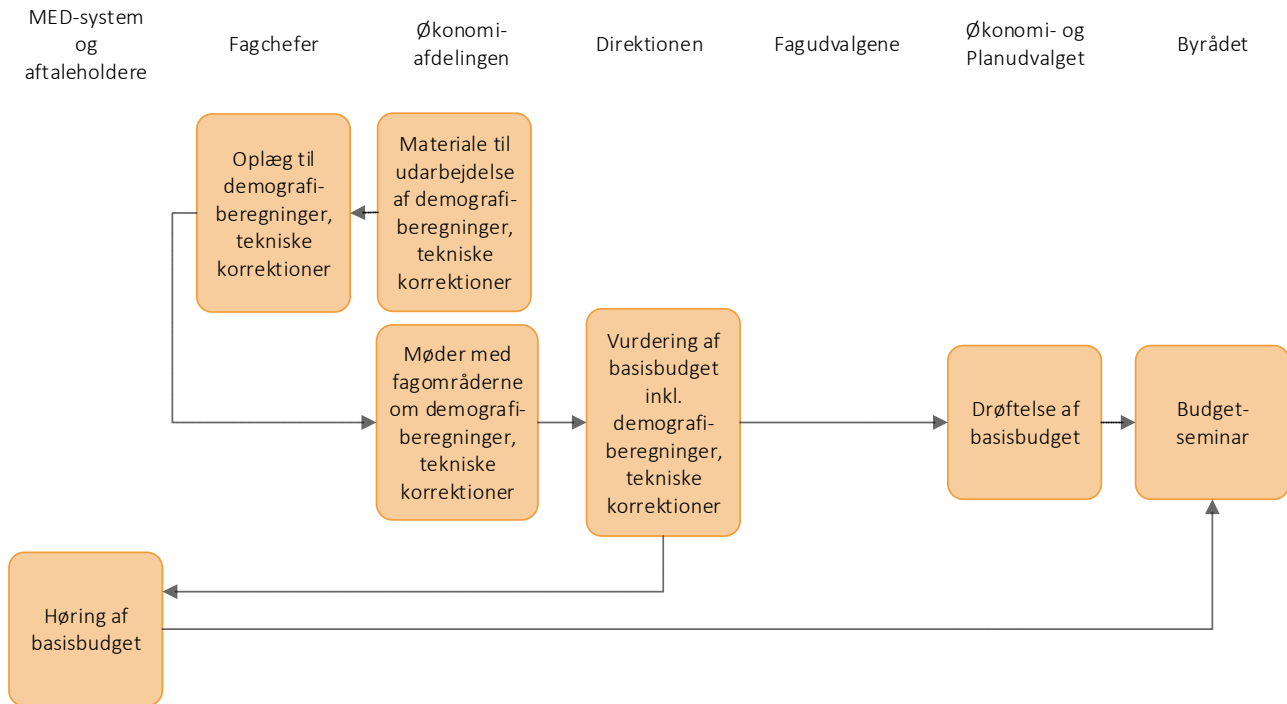 MED-system
og
aftaleholdere
Fagchefer
Økonomi-
afdelingen
Direktionen
Fagudvalgene
Økonomi- og
Planudvalget
Byrådet
Oplæg til
demografi-
beregninger,
tekniske
korrektioner
Materiale til
udarbejdelse
af demografi-
beregninger,
tekniske
korrektioner
Møder med
fagområderne
om demografi-
beregninger,
tekniske
korrektioner
Vurdering af
basisbudget
inkl.
demografi-
beregninger,
tekniske
korrektioner
Drøftelse af
basisbudget
Budget-
seminar
Høring af
basisbudget